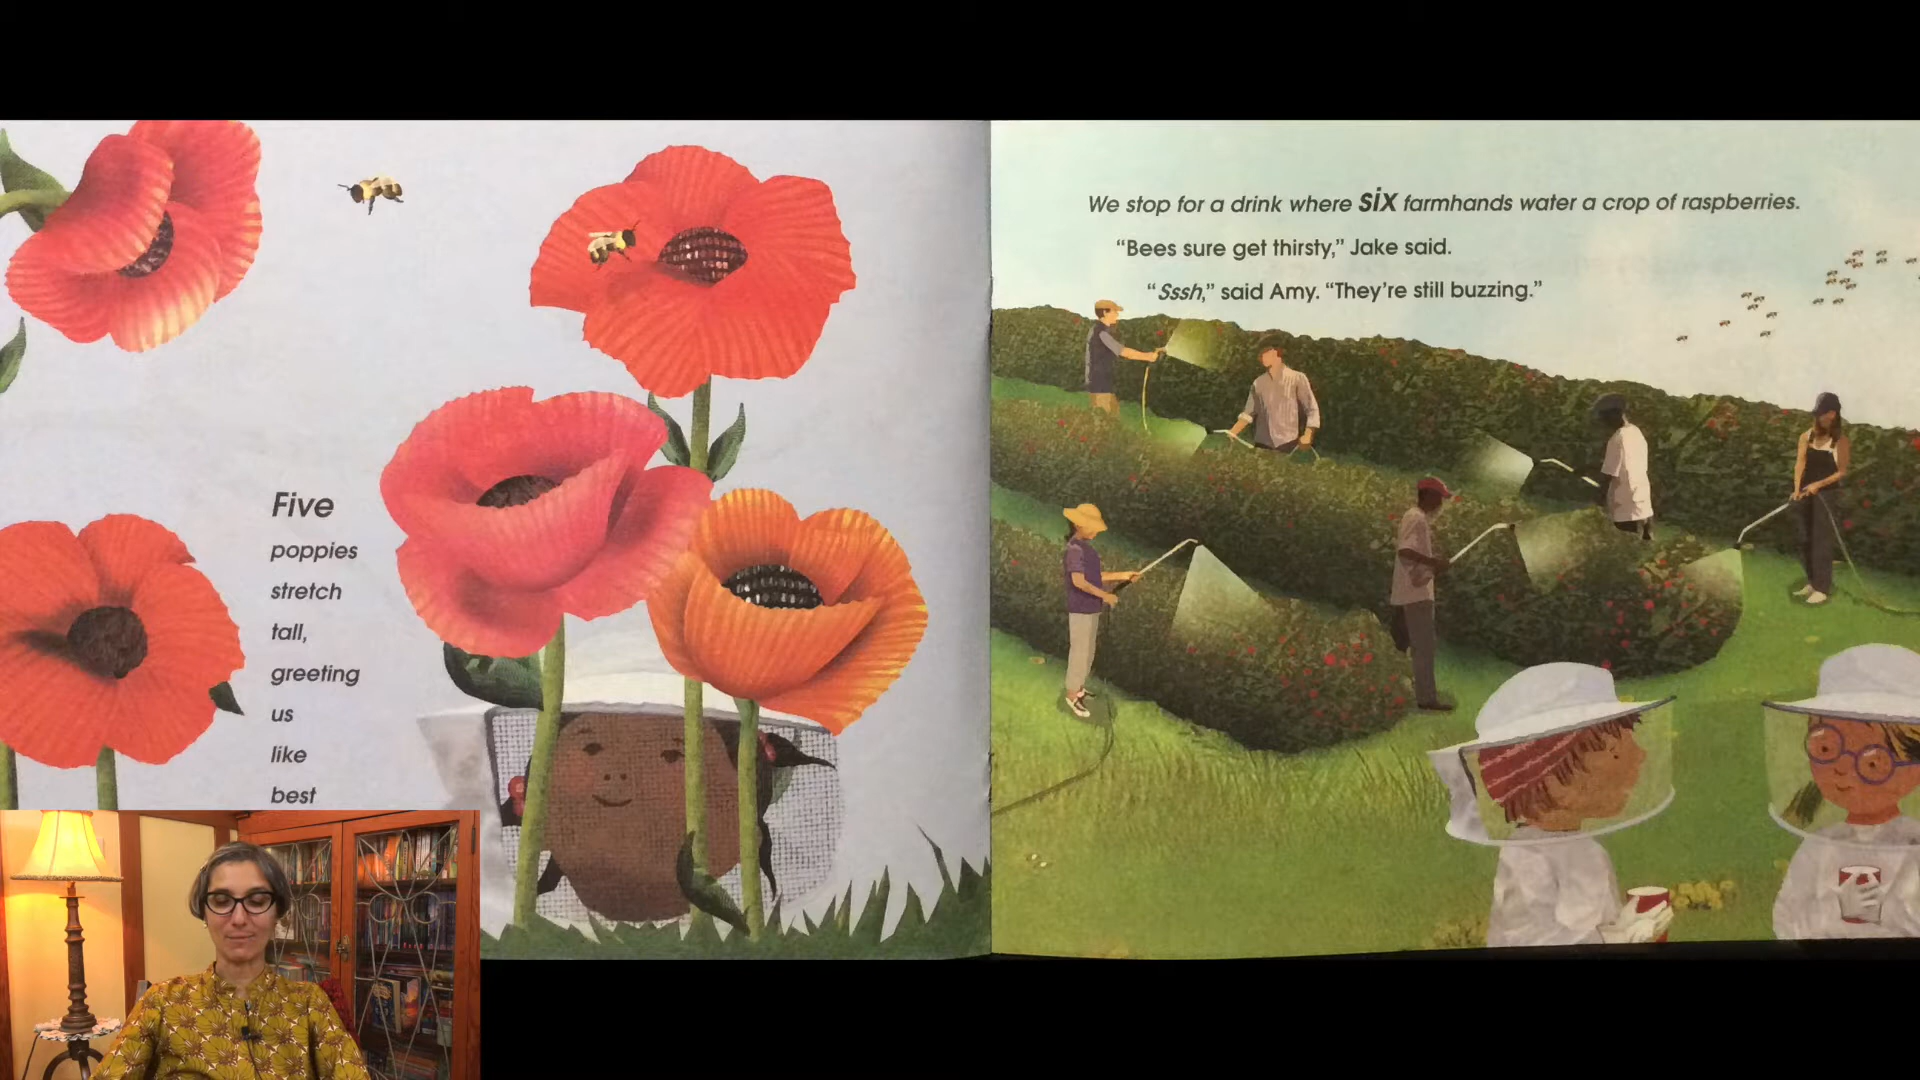 Five
poppies
stretch
tall,
greeting
us
like
best
We stop for a drink where six farmhands water a crop of raspberries.
“Bees sure get thirsty,” Jake said.
“Sssh,” said Amy. “They’re still buzzing.”